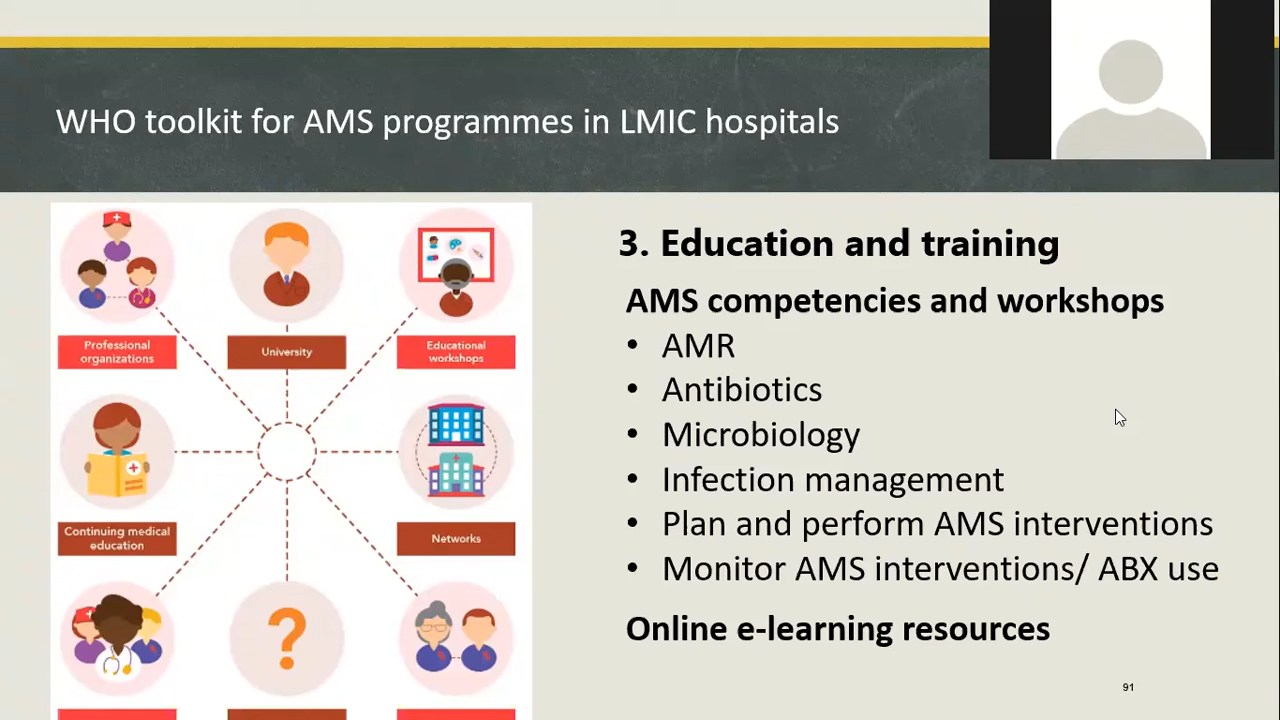 WHO toolkit for AMS programmes in LMIC hospitals
Professional
organizations
University
Educational
workshops
Continuing medical
education
Networks
?
3. Education and training
AMS competencies and workshops
• AMR
• Antibiotics
• Microbiology
• Infection management
• Plan and perform AMS interventions
• Monitor AMS interventions/ ABX use
Online e-learning resources
91